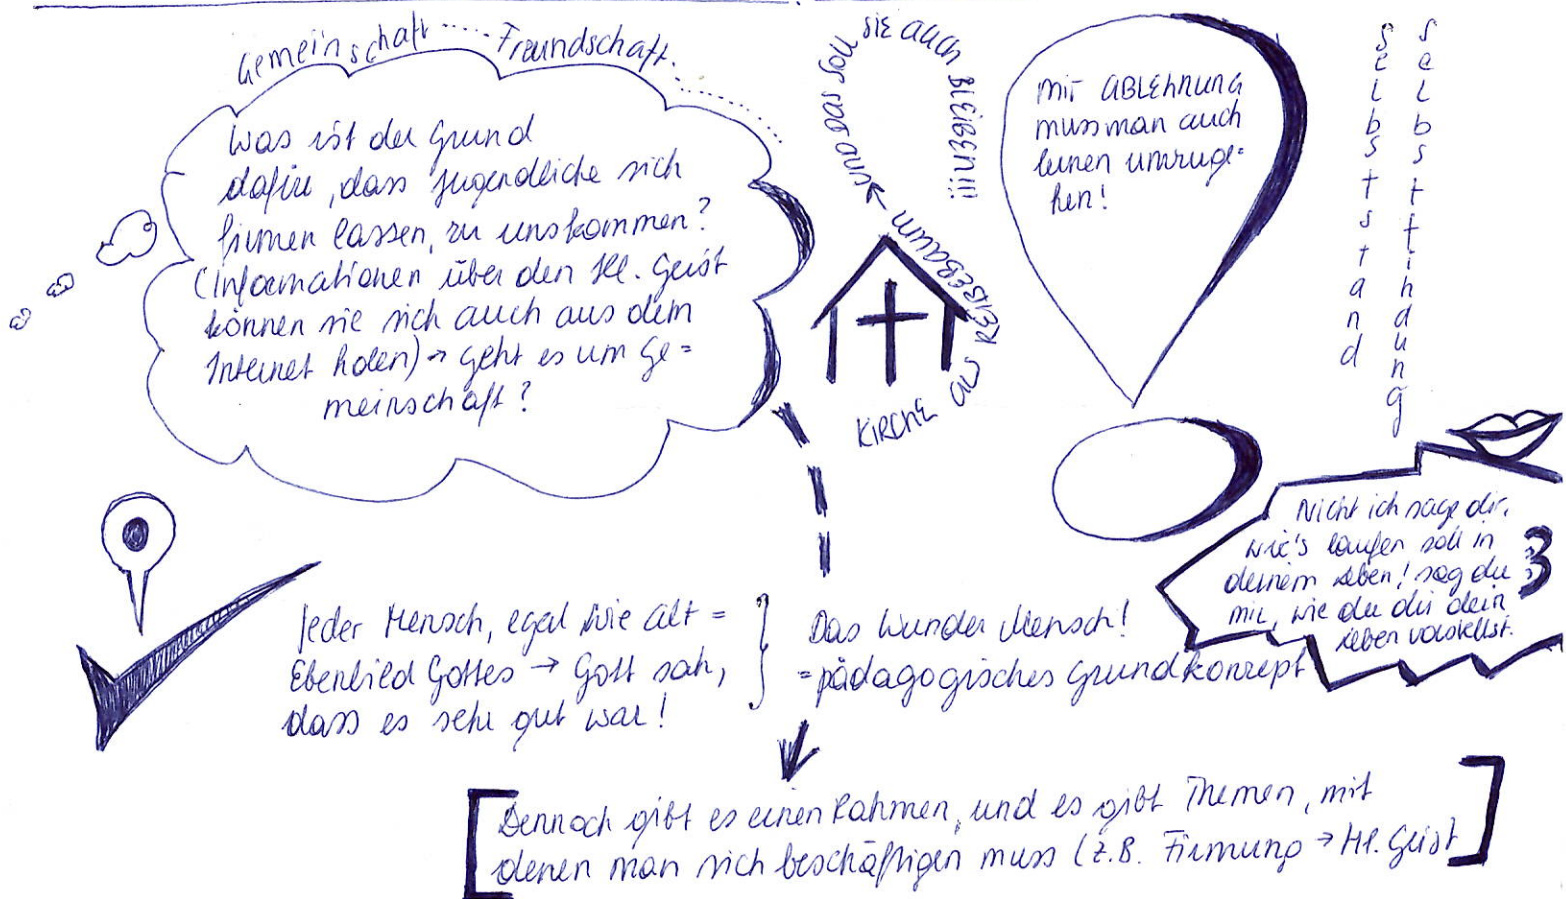 Gemeinschaft ...... Freundschaft.........
Was ist der Grund
dafür, dass Jugendliche sich
firmen lassen, zu uns kommen?
(Informationen über den Hl. Geist
können sie sich auch aus dem
Internet holen) → geht es um Ge=
meinschaft?
KIRCHE ALS REIBEBAUM → UND DAS SOLL SIE AUCH BLEIBEN!!!
MIT ABLEHNUNG
muss man auch
lernen umzuge=
hen!
Selbststand
Selbstfindung
Nicht ich sage dir,
wie's laufen soll in
deinem Leben! sag du
mir, wie du dir dein
Leben vorstellst.
3
Jeder Mensch, egal wie alt =
Ebenbild Gottes → Gott sah,
dass es sehr gut war!
Das Wunder Mensch!
= pädagogisches Grundkonzept
[Dennoch gibt es einen Rahmen, und es gibt Themen, mit
denen man sich beschäftigen muss (z.B. Firmung → Hl. Geist]